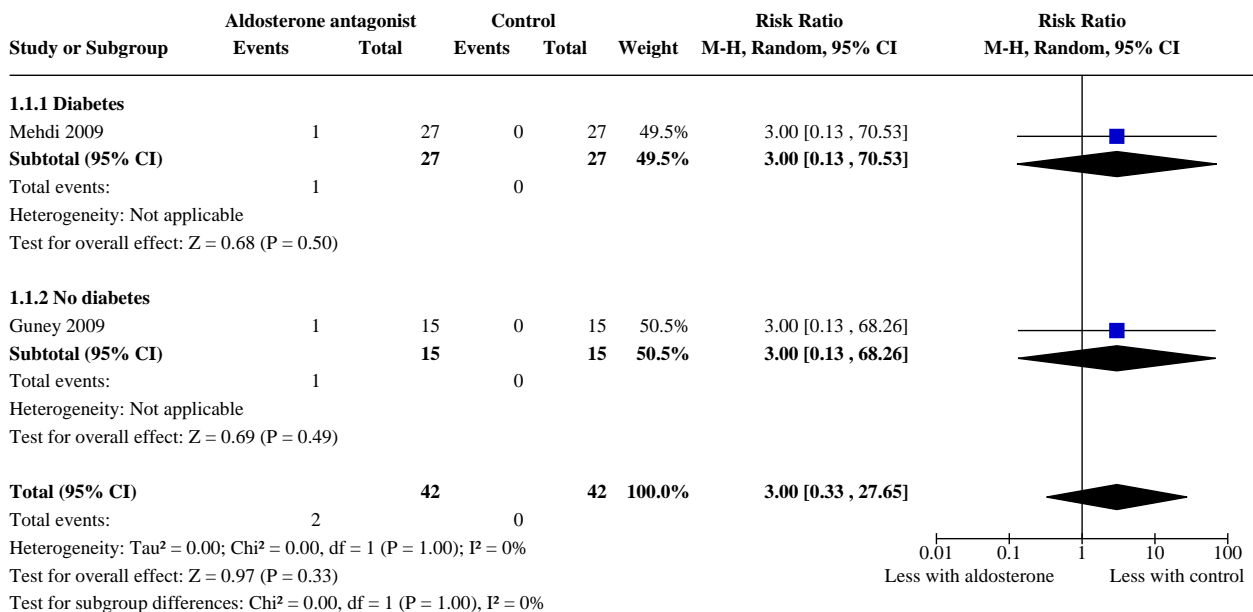 Aldosterone antagonist Control Risk Ratio Risk Ratio
Study or Subgroup Events Total Events Total Weight M-H, Random, 95% CI M-H, Random, 95% CI
1.1.1 Diabetes
Mehdi 2009 1 27 0 27 49.5% 3.00 [0.13 , 70.53]
Subtotal (95% CI) 27 27 49.5% 3.00 [0.13 , 70.53]
Total events: 1 0
Heterogeneity: Not applicable
Test for overall effect: Z = 0.68 (P = 0.50)
1.1.2 No diabetes
Guney 2009 1 15 0 15 50.5% 3.00 [0.13 , 68.26]
Subtotal (95% CI) 15 15 50.5% 3.00 [0.13 , 68.26]
Total events: 1 0
Heterogeneity: Not applicable
Test for overall effect: Z = 0.69 (P = 0.49)
Total (95% CI) 42 42 100.0% 3.00 [0.33 , 27.65]
Total events: 2 0
Heterogeneity: Tau² = 0.00; Chi² = 0.00, df = 1 (P = 1.00); I² = 0%
0.01 0.1 1 10 100
Test for overall effect: Z = 0.97 (P = 0.33)
Less with aldosterone Less with control
Test for subgroup differences: Chi² = 0.00, df = 1 (P = 1.00), I² = 0%